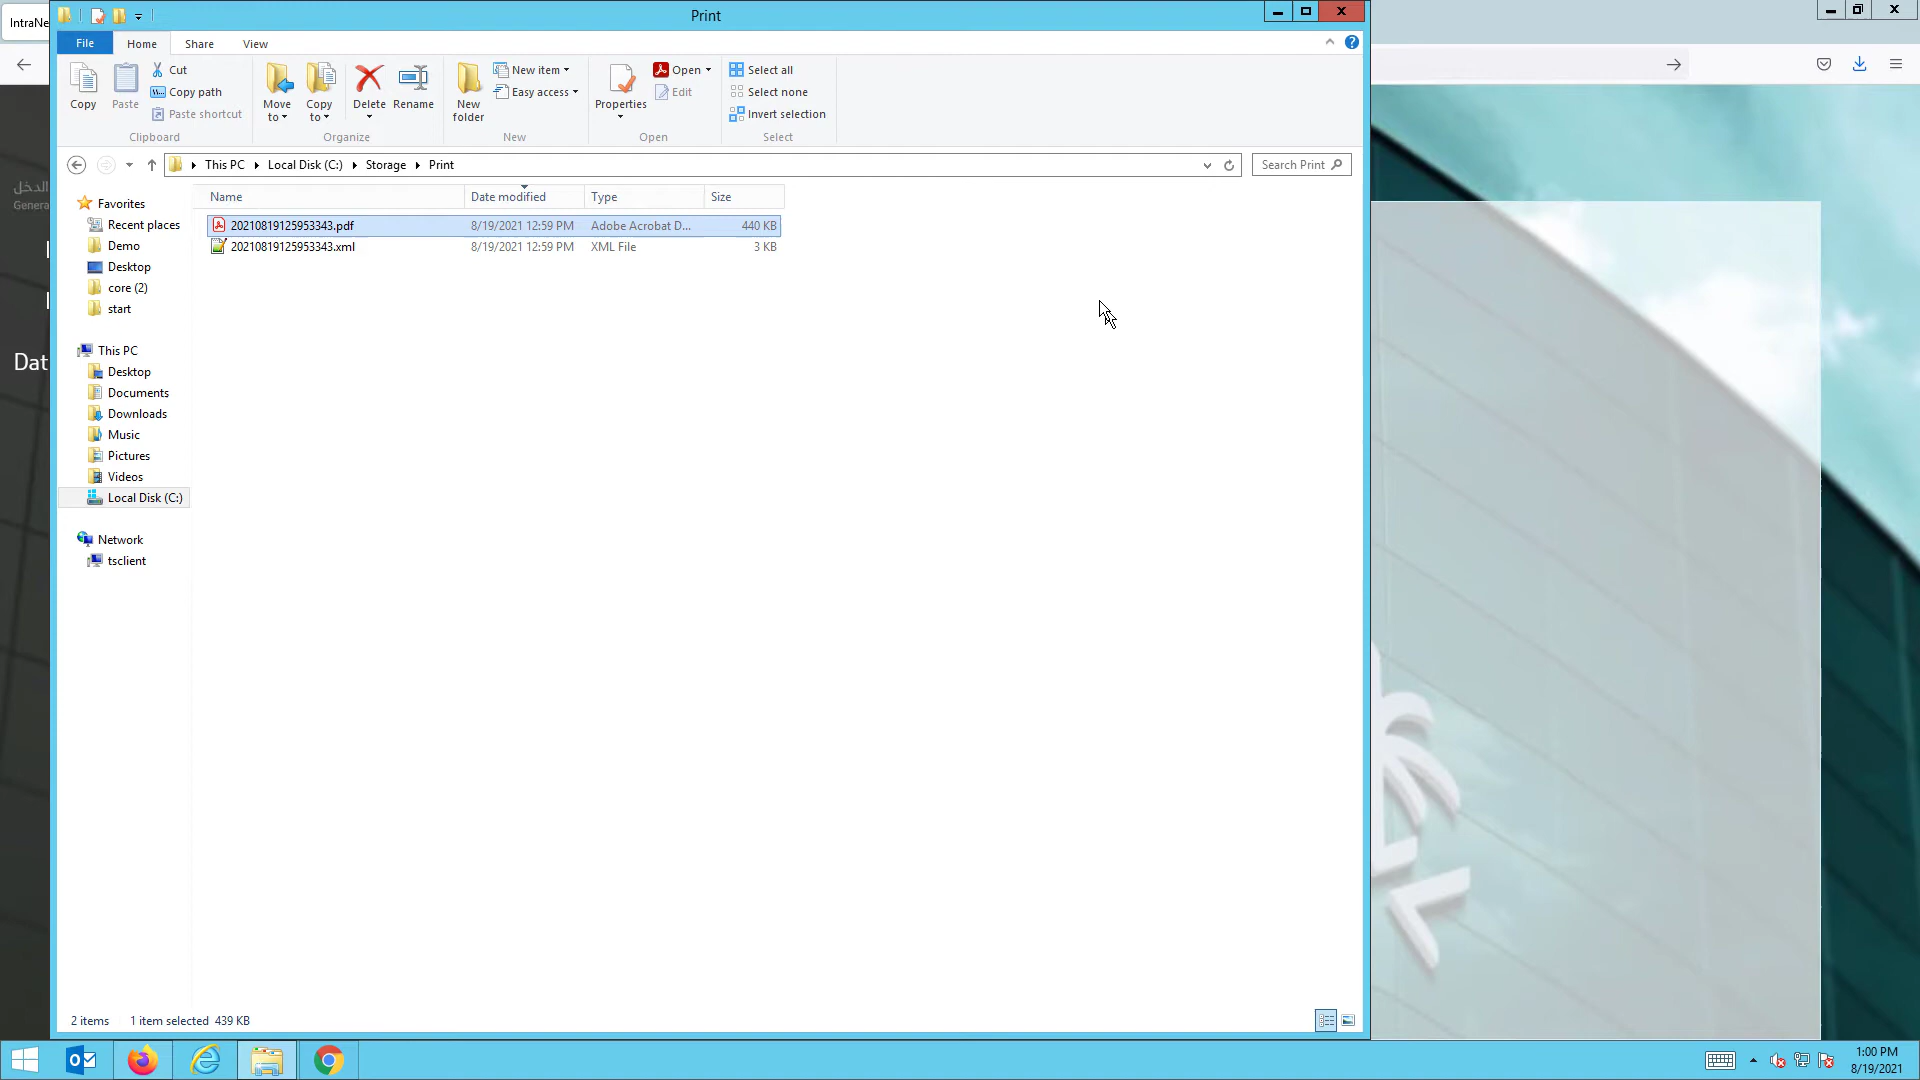 IntraNe
Print
File
Home
Share
View
Copy
Paste
Cut
Copy path
Paste shortcut
Clipboard
Move to
Copy to
Delete
Rename
Organize
New folder
New item
Easy access
New
Properties
Open
Edit
Open
Select all
Select none
Invert selection
Select
This PC
Local Disk (C:)
Storage
Print
Search Print
الدخل
Genera
Dat
Favorites
Recent places
Demo
Desktop
core (2)
start
This PC
Desktop
Documents
Downloads
Music
Pictures
Videos
Local Disk (C:)
Network
tsclient
Name Date modified Type Size
20210819125953343.pdf 8/19/2021 12:59 PM Adobe Acrobat D... 440 KB
20210819125953343.xml 8/19/2021 12:59 PM XML File 3 KB
2 items 1 item selected 439 KB
1:00 PM
8/19/2021